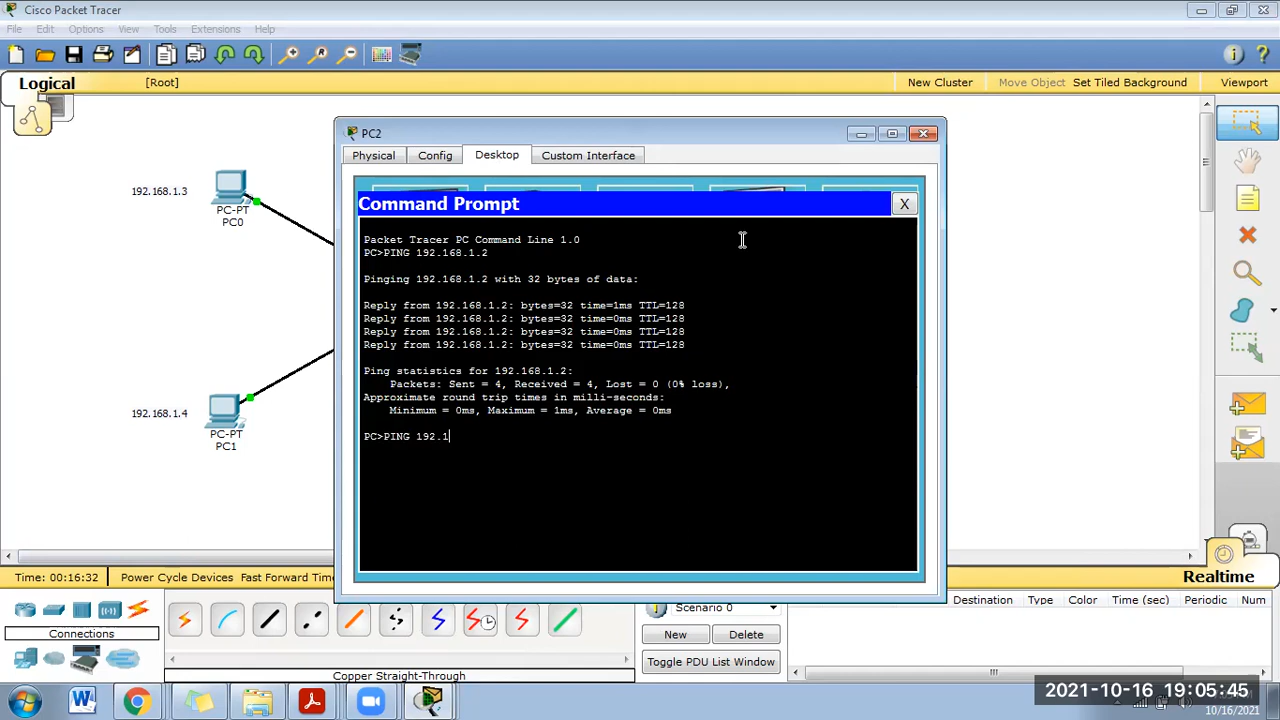 Cisco Packet Tracer
File Edit Options View Tools Extensions Help
Logical [Root] New Cluster Move Object Set Tiled Background Viewport
192.168.1.3
PC-PT
PC0
192.168.1.4
PC-PT
PC1
PC2
Physical Config Desktop Custom Interface
Command Prompt X
Packet Tracer PC Command Line 1.0
PC>PING 192.168.1.2
Pinging 192.168.1.2 with 32 bytes of data:
Reply from 192.168.1.2: bytes=32 time=1ms TTL=128
Reply from 192.168.1.2: bytes=32 time=0ms TTL=128
Reply from 192.168.1.2: bytes=32 time=0ms TTL=128
Reply from 192.168.1.2: bytes=32 time=0ms TTL=128
Ping statistics for 192.168.1.2:
Packets: Sent = 4, Received = 4, Lost = 0 (0% loss),
Approximate round trip times in milli-seconds:
Minimum = 0ms, Maximum = 1ms, Average = 0ms
PC>PING 192.1
Time: 00:16:32 Power Cycle Devices Fast Forward Time
Realtime
Connections
Copper Straight-Through
Scenario 0
New Delete
Toggle PDU List Window
Destination Type Color Time (sec) Periodic Num
2021-10-16 19:05:45
10/16/2021